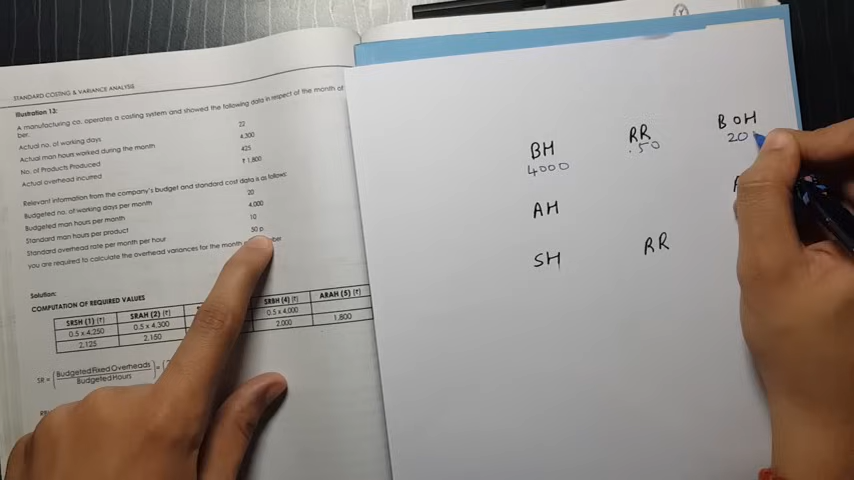 STANDARD COSTING & VARIANCE ANALYSIS
Illustration 13:
A manufacturing co. operates a costing system and showed the following data in respect of the month of
ber.
Actual no. of working days 22
Actual man hours worked during the month 4,300
No. of Products Produced 425
Actual overhead incurred ₹ 1,800
Relevant information from the company's budget and standard cost data is as follows:
Budgeted no. of working days per month 20
Budgeted man hours per month 4,000
Standard man hours per product 10
Standard overhead rate per month per hour 50 p.
you are required to calculate the overhead variances for the month
Solution:
COMPUTATION OF REQUIRED VALUES
SRSH (1) (₹) SRAH (2) (₹) SRBH (4) (₹) ARAH (5) (₹)
0.5 x 4,250 0.5 x 4,300 0.5 x 4,000
2,125 2,150 2,000 1,800
SR = (Budgeted Fixed Overheads / Budgeted Hours) = (
BH RR BOH
4000 .50 20
AH
SH RR